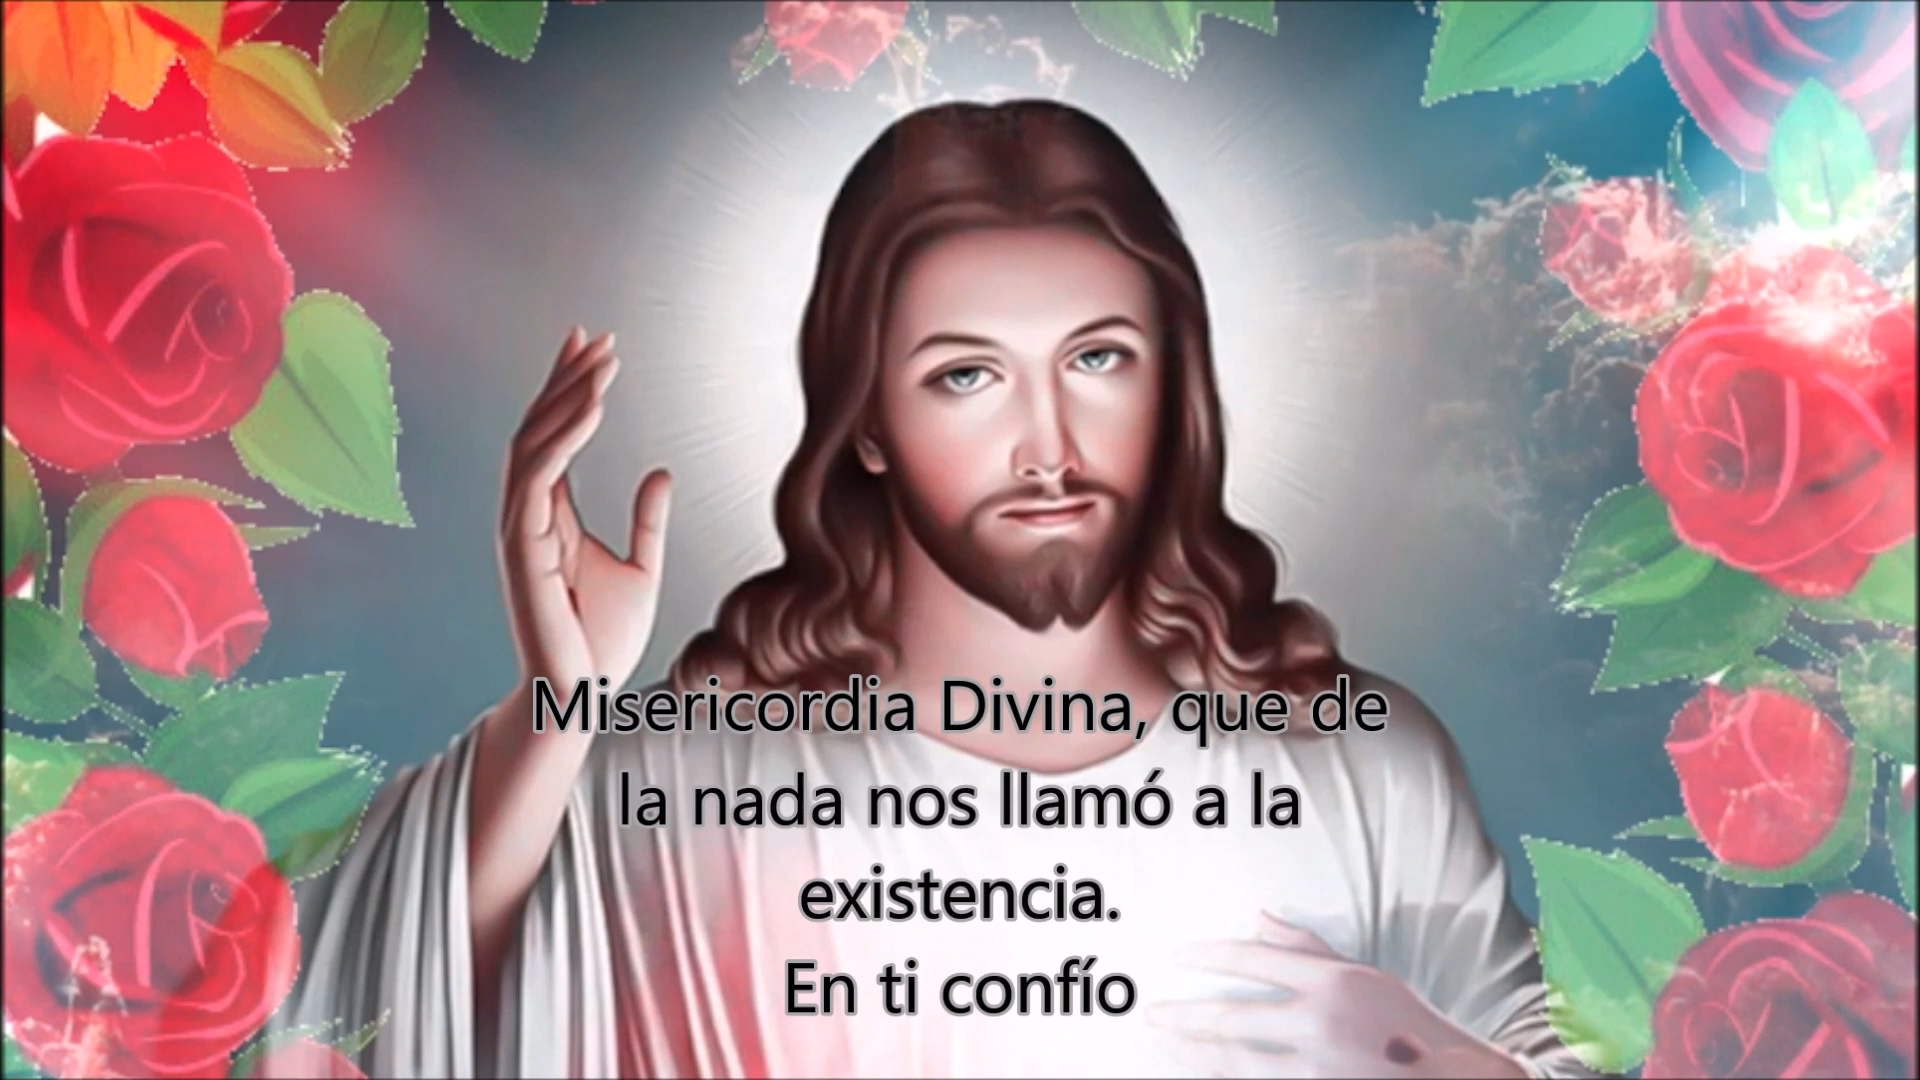 Misericordia Divina, que de
la nada nos llamó a la
existencia.
En ti confío